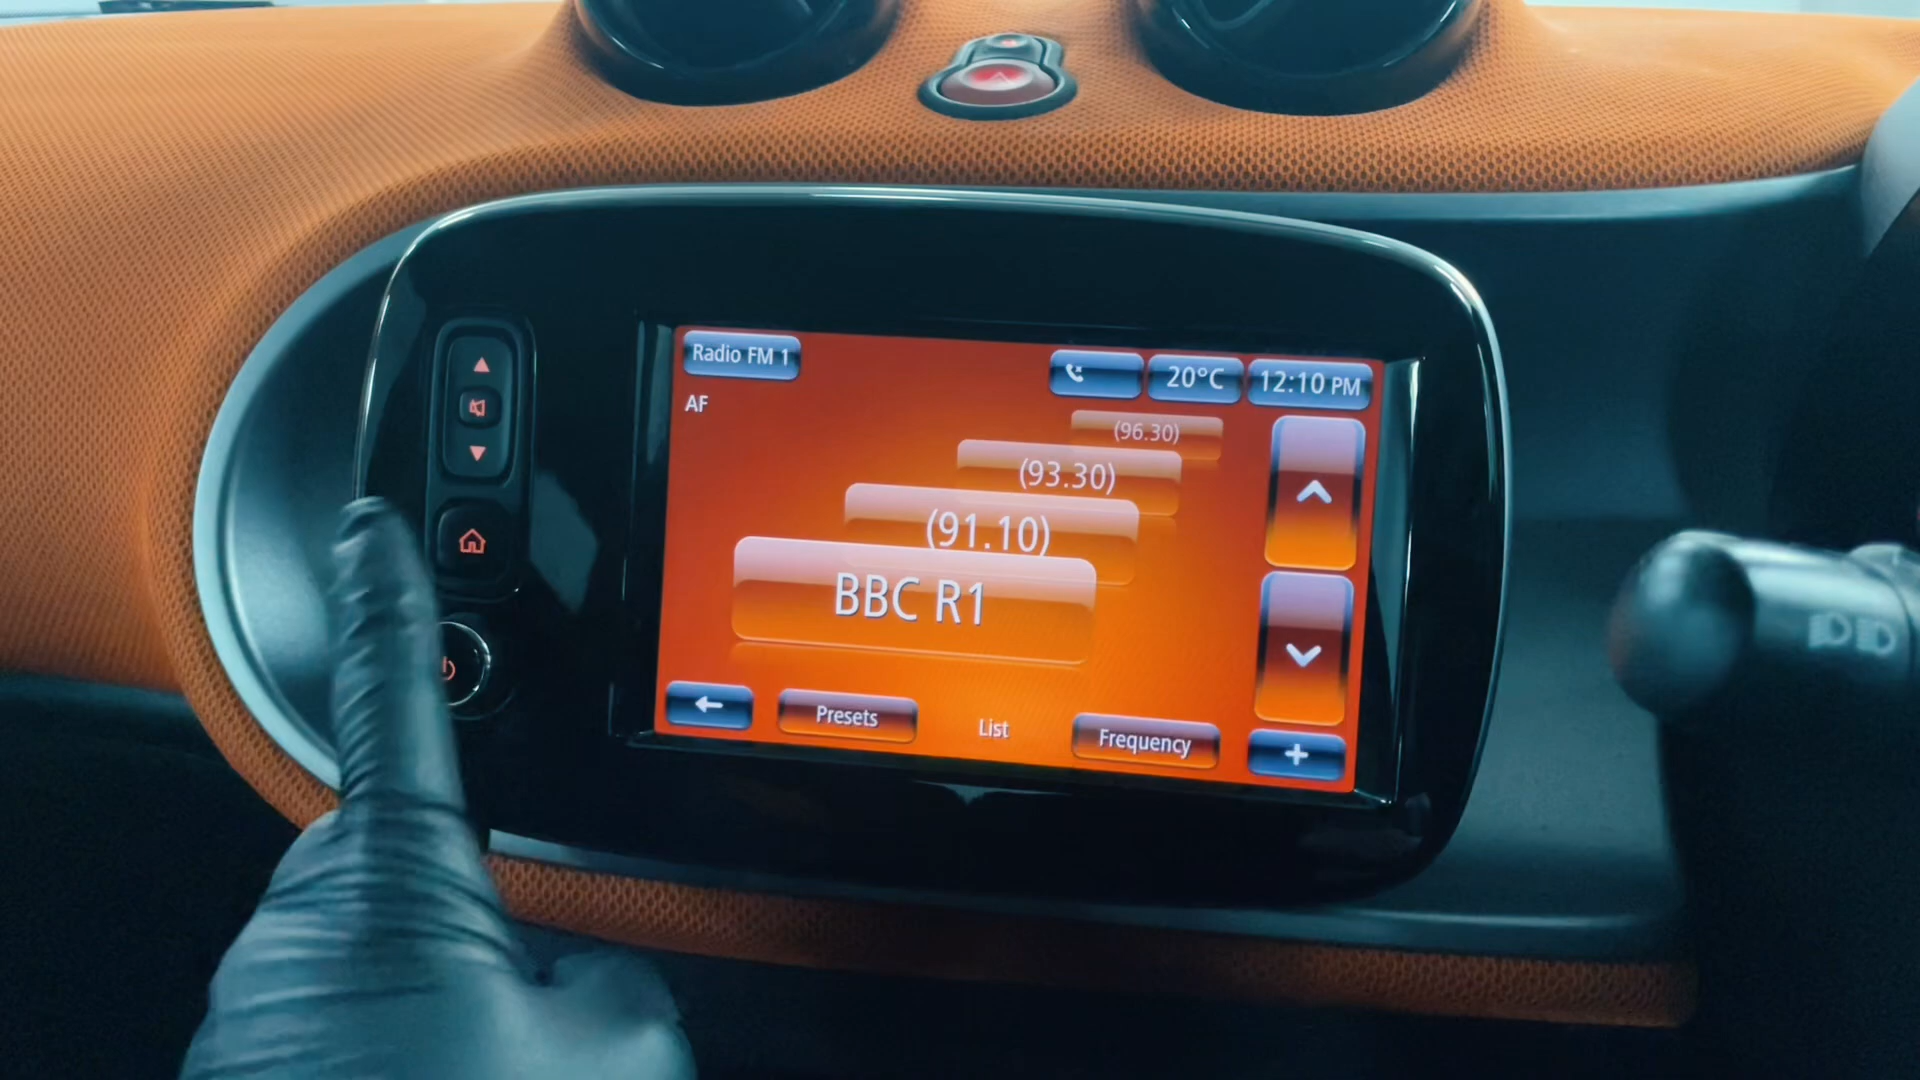 Radio FM 1
20°C
12:10 PM
AF
(96.30)
(93.30)
(91.10)
BBC R1
Presets
List
Frequency